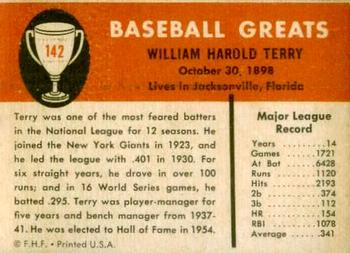 142
BASEBALL GREATS
WILLIAM HAROLD TERRY
October 30, 1898
Lives in Jacksonville, Florida
Terry was one of the most feared batters
in the National League for 12 seasons. He
joined the New York Giants in 1923, and
he led the league with .401 in 1930. For
six straight years, he drove in over 100
runs; and in 16 World Series games, he
batted .295. Terry was player-manager for
five years and bench manager from 1937-
41. He was elected to Hall of Fame in 1954.
© F.H.F. • Printed U.S.A.
Major League
Record
Years 14
Games 1721
At Bat 6428
Runs 1120
Hits 2193
2b 374
3b 112
HR 154
RBI 1078
Average .341